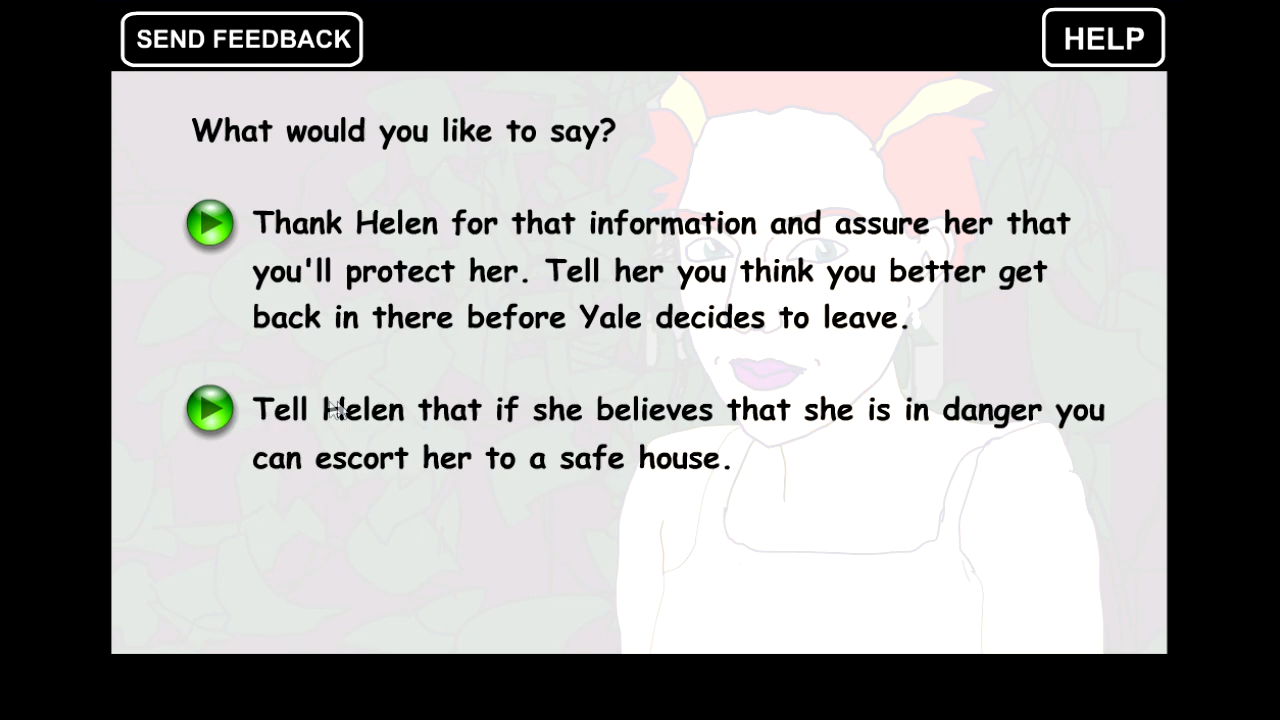 SEND FEEDBACK
HELP
What would you like to say?
Thank Helen for that information and assure her that
you'll protect her. Tell her you think you better get
back in there before Yale decides to leave.
Tell Helen that if she believes that she is in danger you
can escort her to a safe house.